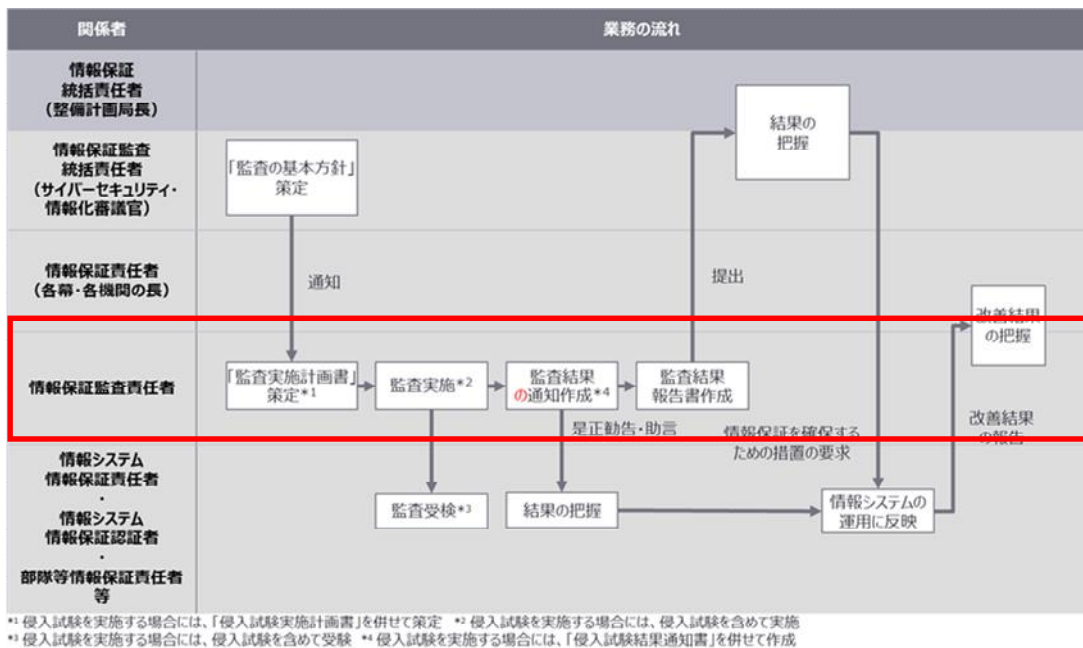 関係者
業務の流れ
情報保証
統括責任者
(整備計画局長)
結果の
把握
情報保証監査
統括責任者
(サイバーセキュリティ・
情報化審議官)
「監査の基本方針」
策定
情報保証責任者
(各幕・各機関の長)
通知
提出
改善結果
の把握
情報保証監査責任者
「監査実施計画書」
策定*1
監査実施*2
監査結果
の通知作成*4
監査結果
報告書作成
是正勧告・助言
情報保証を確保する
ための措置の要求
改善結果
の報告
情報システム
情報保証責任者
・
情報システム
情報保証認証者
・
部隊等情報保証責任者
等
監査受検*3
結果の把握
情報システムの
運用に反映
*1 侵入試験を実施する場合には、「侵入試験実施計画書」を併せて策定 *2 侵入試験を実施する場合には、侵入試験を含めて実施
*3 侵入試験を実施する場合には、侵入試験を含めて受験 *4 侵入試験を実施する場合には、「侵入試験結果通知書」を併せて作成